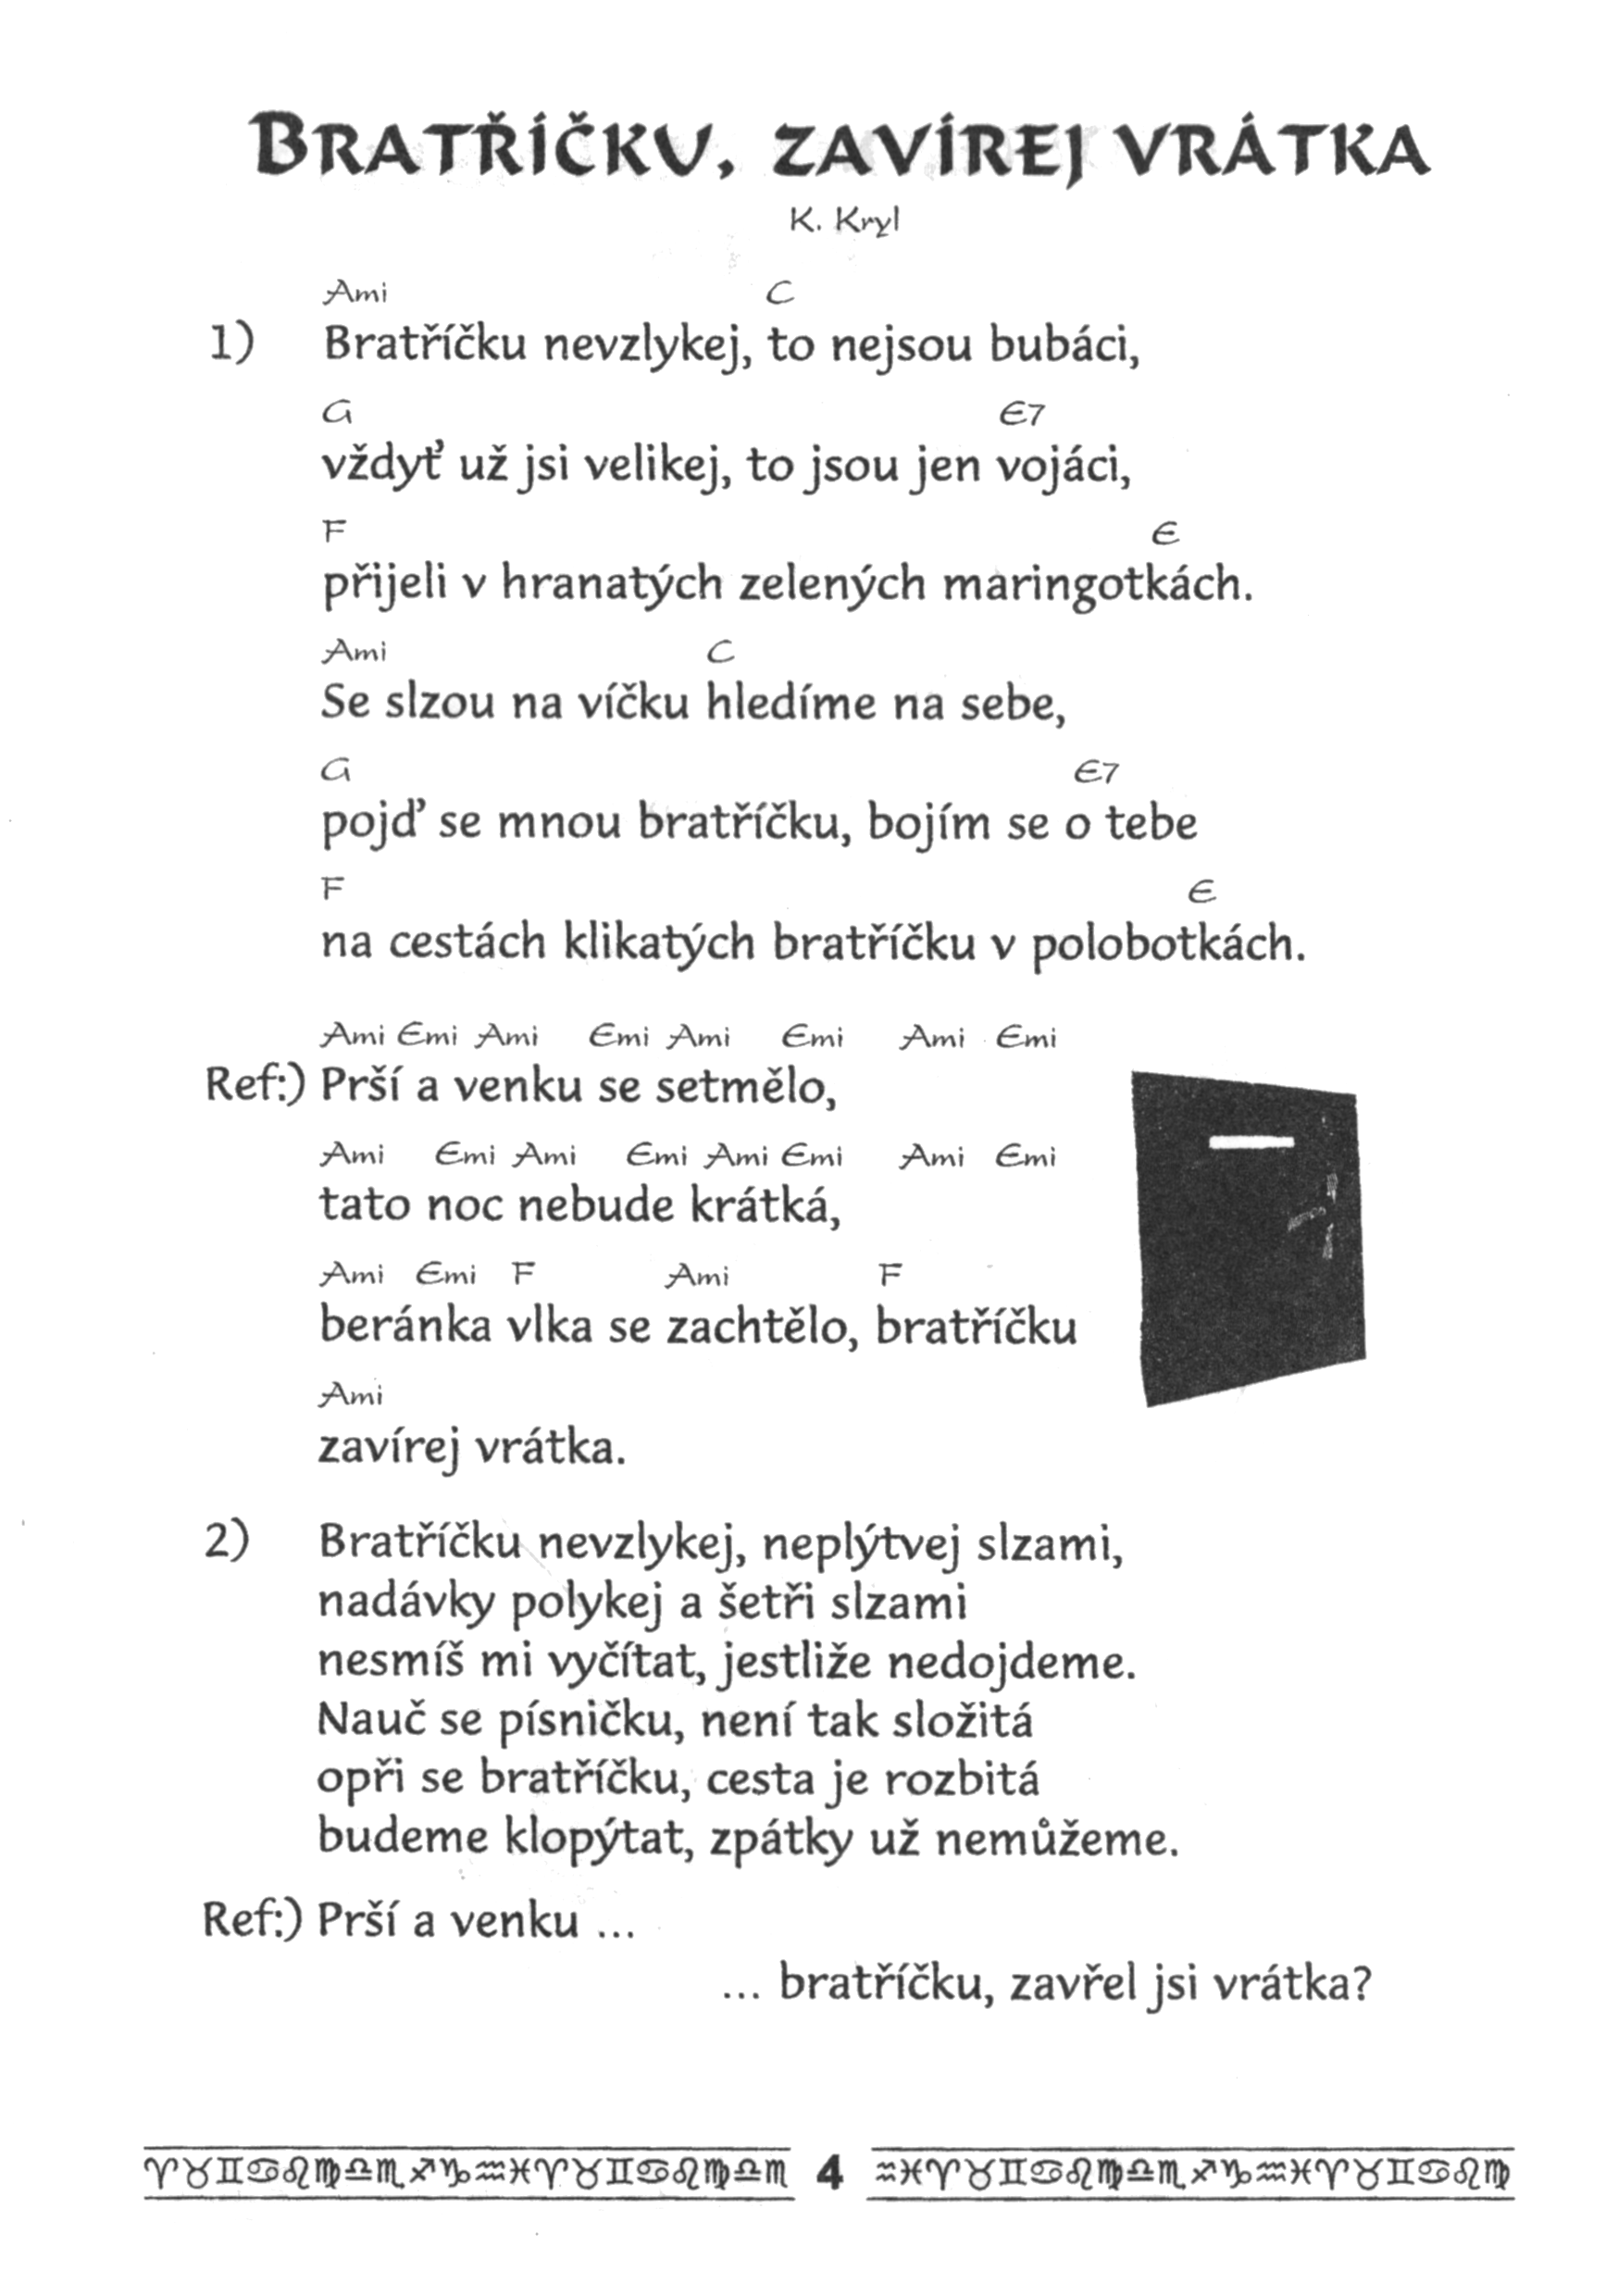 BRATŘÍČKU, ZAVÍREJ VRÁTKA
K. Kryl
Ami C
1) Bratříčku nevzlykej, to nejsou bubáci,
G E7
vždyť už jsi velikej, to jsou jen vojáci,
F E
přijeli v hranatých zelených maringotkách.
Ami C
Se slzou na víčku hledíme na sebe,
G E7
pojď se mnou bratříčku, bojím se o tebe
F E
na cestách klikatých bratříčku v polobotkách.
Ami Emi Ami Emi Ami Emi Ami Emi
Ref:) Prší a venku se setmělo,
Ami Emi Ami Emi Ami Emi Ami Emi
tato noc nebude krátká,
Ami Emi F Ami F
beránka vlka se zachtělo, bratříčku
Ami
zavírej vrátka.
2) Bratříčku nevzlykej, neplýtvej slzami,
nadávky polykej a šetři slzami
nesmíš mi vyčítat, jestliže nedojdeme.
Nauč se písničku, není tak složitá
opři se bratříčku, cesta je rozbitá
budeme klopýtat, zpátky už nemůžeme.
Ref:) Prší a venku ...
... bratříčku, zavřel jsi vrátka?
♈♉♊♋♌♍♎♏♐♑♒♓♈♉♊♋♌♍♎♏ 4 ♒♓♈♉♊♋♌♍♎♏♐♑♒♓♈♉♊♋♌♍